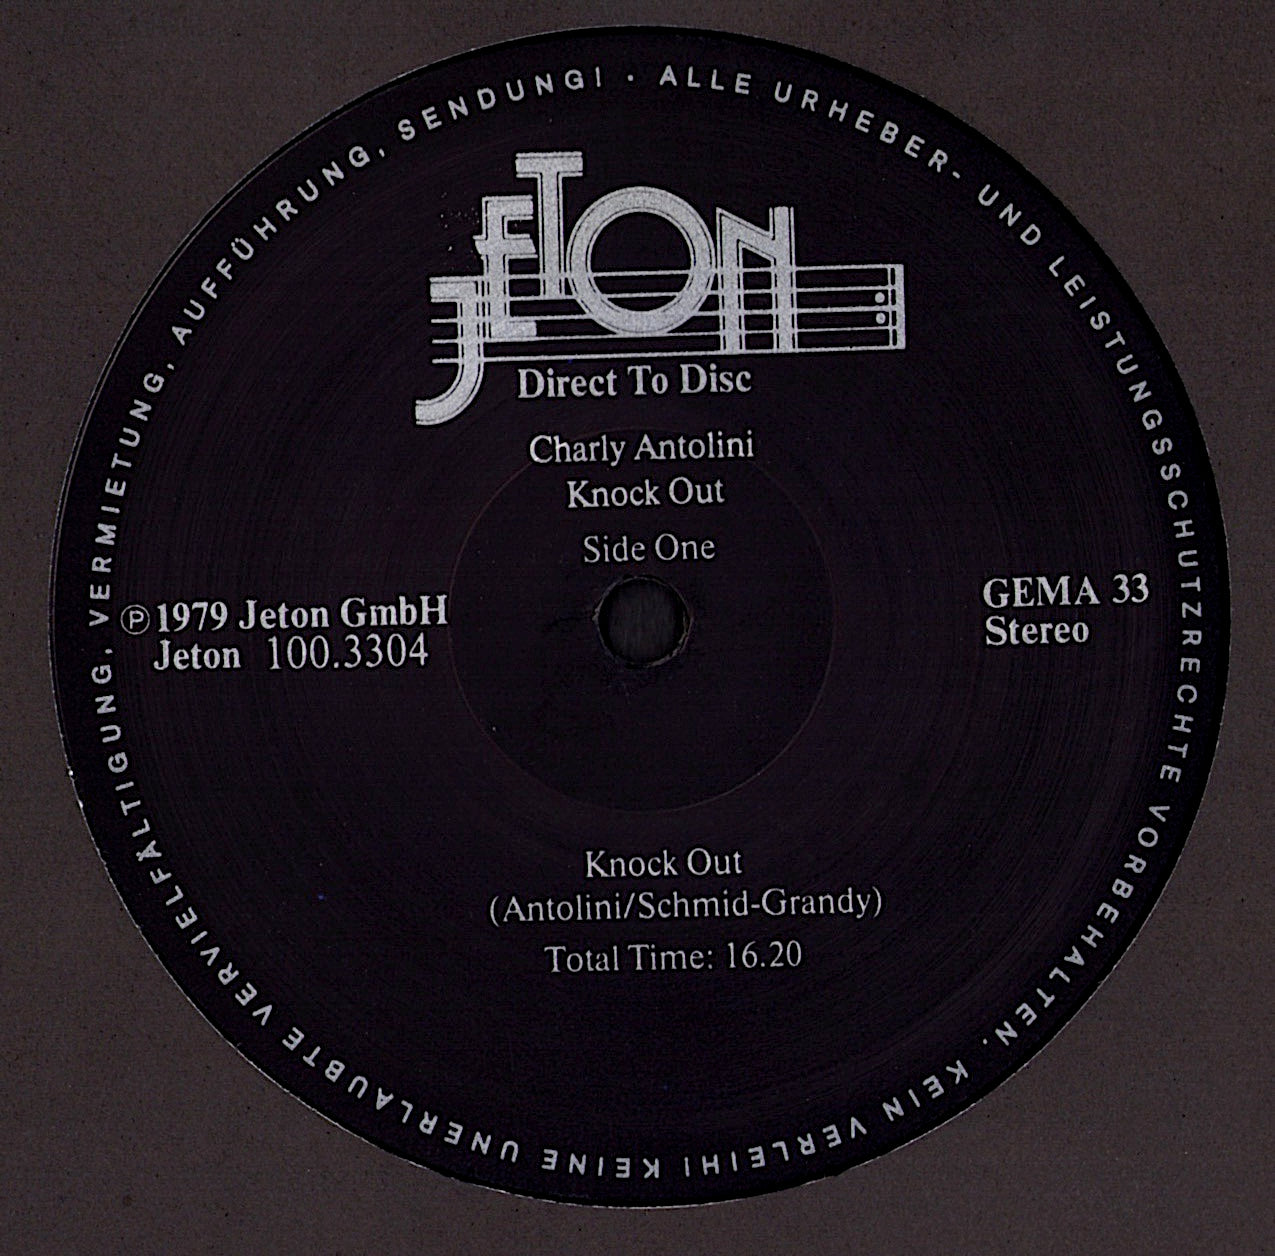 JETON
Direct To Disc
Charly Antolini
Knock Out
Side One
℗1979 Jeton GmbH
Jeton 100.3304
GEMA 33
Stereo
Knock Out
(Antolini/Schmid-Grandy)
Total Time: 16.20
ALLE URHEBER- UND LEISTUNGSSCHUTZRECHTE VORBEHALTEN. KEIN VERLEIH! KEINE UNERLAUBTE VERVIELFÄLTIGUNG, VERMIETUNG, AUFFÜHRUNG, SENDUNG! ·